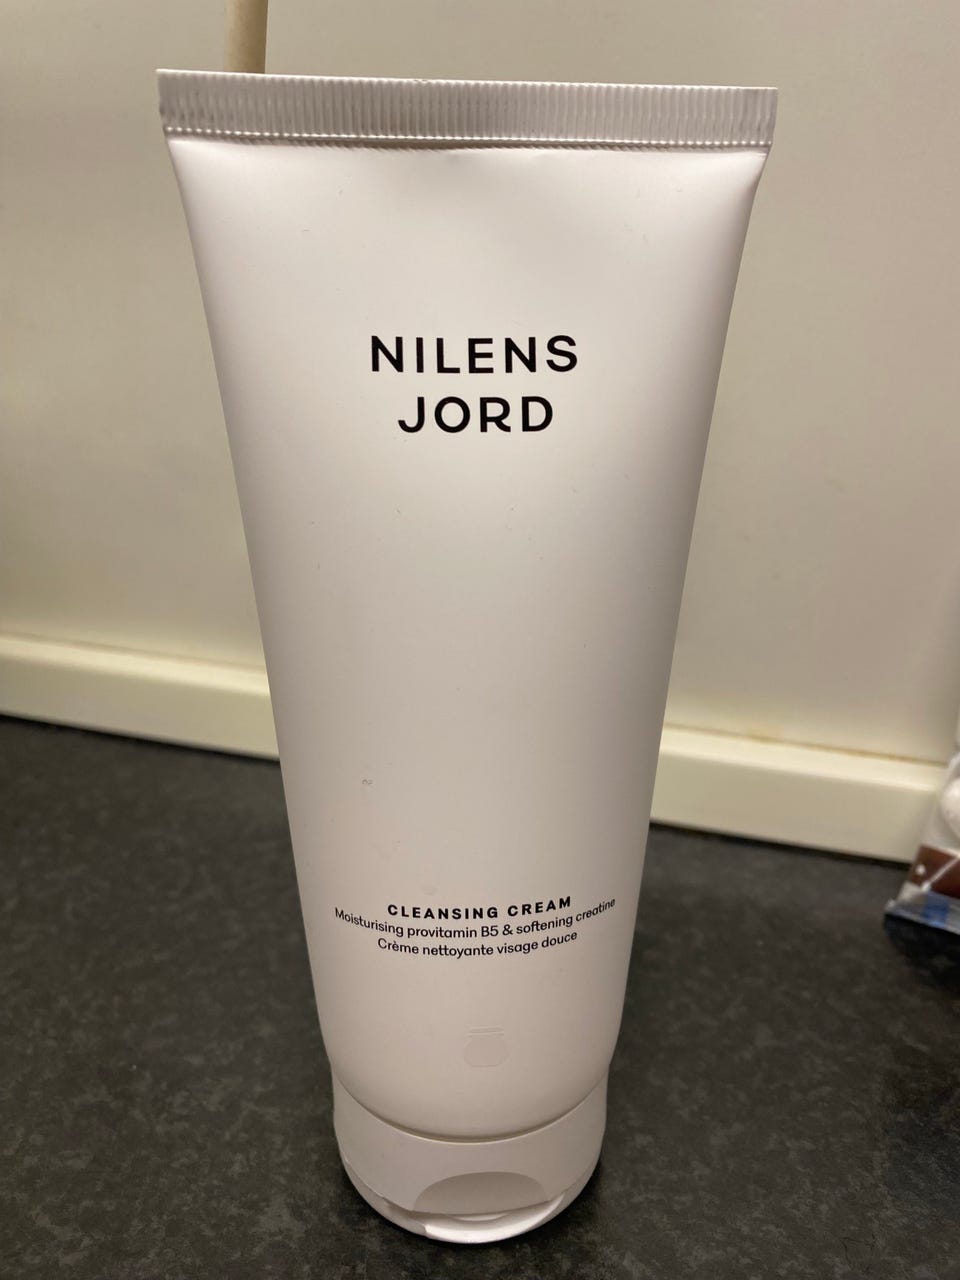 NILENS
JORD
CLEANSING CREAM
Moisturising provitamin B5 & softening creatine
Crème nettoyante visage douce